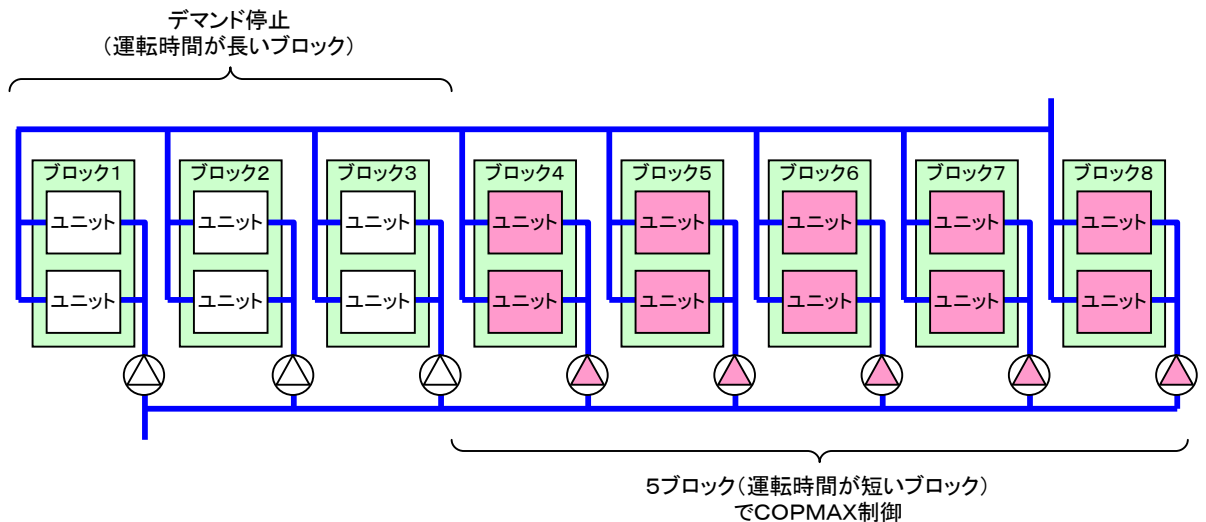 デマンド停止
（運転時間が長いブロック）
ブロック１ ブロック２ ブロック３ ブロック４ ブロック５ ブロック６ ブロック７ ブロック８
ユニット ユニット ユニット ユニット ユニット ユニット ユニット ユニット
ユニット ユニット ユニット ユニット ユニット ユニット ユニット ユニット
５ブロック（運転時間が短いブロック）
でＣＯＰＭＡＸ制御